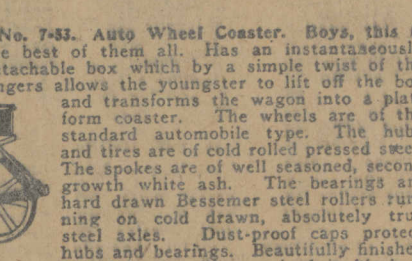 No. 7-53. Auto Wheel Coaster. Boys, this
e best of them all. Has an instantaneousl
tachable box which by a simple twist of th
ngers allows the youngster to lift off the bo
and transforms the wagon into a plat
form coaster. The wheels are of th
standard automobile type. The hub
and tires are of cold rolled pressed stee
The spokes are of well seasoned, secon
growth white ash. The bearings ar
hard drawn Bessemer steel rollers run
ning on cold drawn, absolutely tru
steel axles. Dust-proof caps protec
hubs and bearings. Beautifully finishe